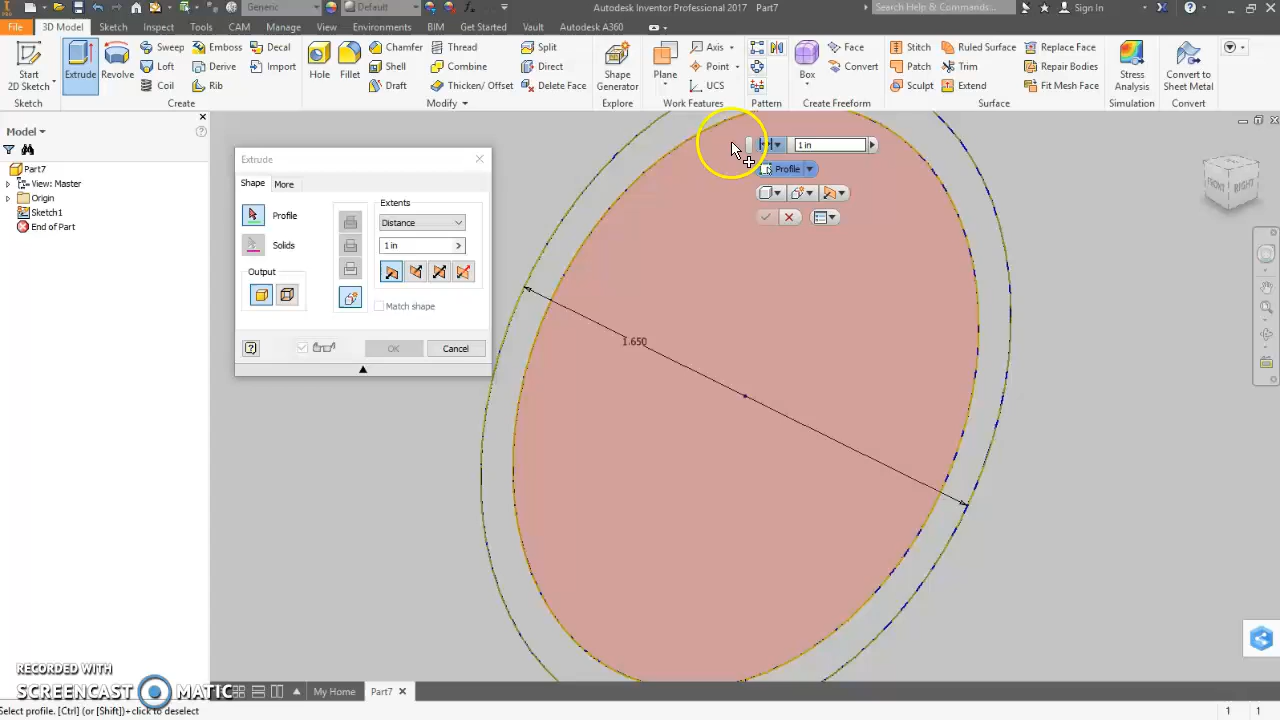 Generic
Default
Autodesk Inventor Professional 2017 Part7
Search Help & Commands...
Sign In
File
3D Model
Sketch
Inspect
Tools
CAM
Manage
View
Environments
BIM
Get Started
Vault
Autodesk A360
Start
2D Sketch
Extrude
Revolve
Sweep
Loft
Coil
Emboss
Derive
Rib
Decal
Import
Hole
Fillet
Chamfer
Shell
Draft
Thread
Combine
Thicken/ Offset
Split
Direct
Delete Face
Shape
Generator
Plane
Axis
Point
UCS
Box
Face
Convert
Stitch
Patch
Sculpt
Ruled Surface
Trim
Extend
Replace Face
Repair Bodies
Stress
Analysis
Convert to
Sheet Metal
Sketch
Create
Modify
Explore
Work Features
Pattern
Create Freeform
Surface
Simulation
Convert
Model
Part7
View: Master
Origin
Sketch1
End of Part
Extrude
Shape
More
Profile
Solids
Output
Extents
Distance
1 in
Match shape
OK
Cancel
1 in
Profile
1.650
FRONT
RIGHT
RECORDED WITH
SCREENCAST MATIC
My Home
Part7
Select profile. [Ctrl] (or [Shift])+ click to deselect
1 1